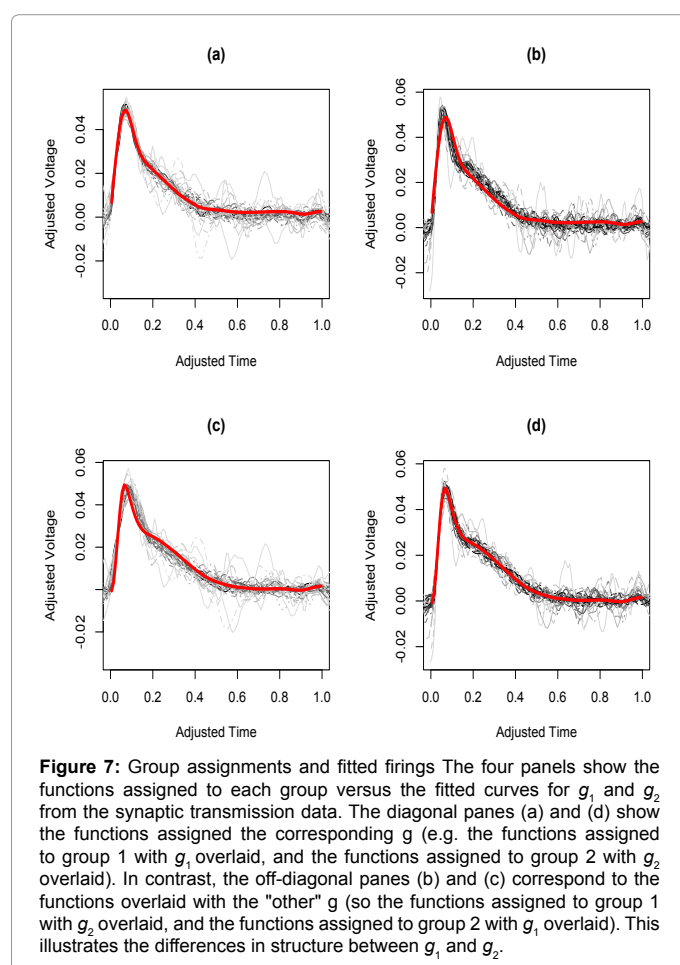 (a)
(b)
Adjusted Voltage
-0.02 0.00 0.02 0.04
0.0 0.2 0.4 0.6 0.8 1.0
Adjusted Time
Adjusted Voltage
-0.02 0.00 0.02 0.04 0.06
0.0 0.2 0.4 0.6 0.8 1.0
Adjusted Time
(c)
(d)
Adjusted Voltage
-0.02 0.00 0.02 0.04 0.06
0.0 0.2 0.4 0.6 0.8 1.0
Adjusted Time
Adjusted Voltage
-0.02 0.00 0.02 0.04 0.06
0.0 0.2 0.4 0.6 0.8 1.0
Adjusted Time
Figure 7: Group assignments and fitted firings The four panels show the
functions assigned to each group versus the fitted curves for g₁ and g₂
from the synaptic transmission data. The diagonal panes (a) and (d) show
the functions assigned the corresponding g (e.g. the functions assigned
to group 1 with g₁ overlaid, and the functions assigned to group 2 with g₂
overlaid). In contrast, the off-diagonal panes (b) and (c) correspond to the
functions overlaid with the "other" g (so the functions assigned to group 1
with g₂ overlaid, and the functions assigned to group 2 with g₁ overlaid). This
illustrates the differences in structure between g₁ and g₂.